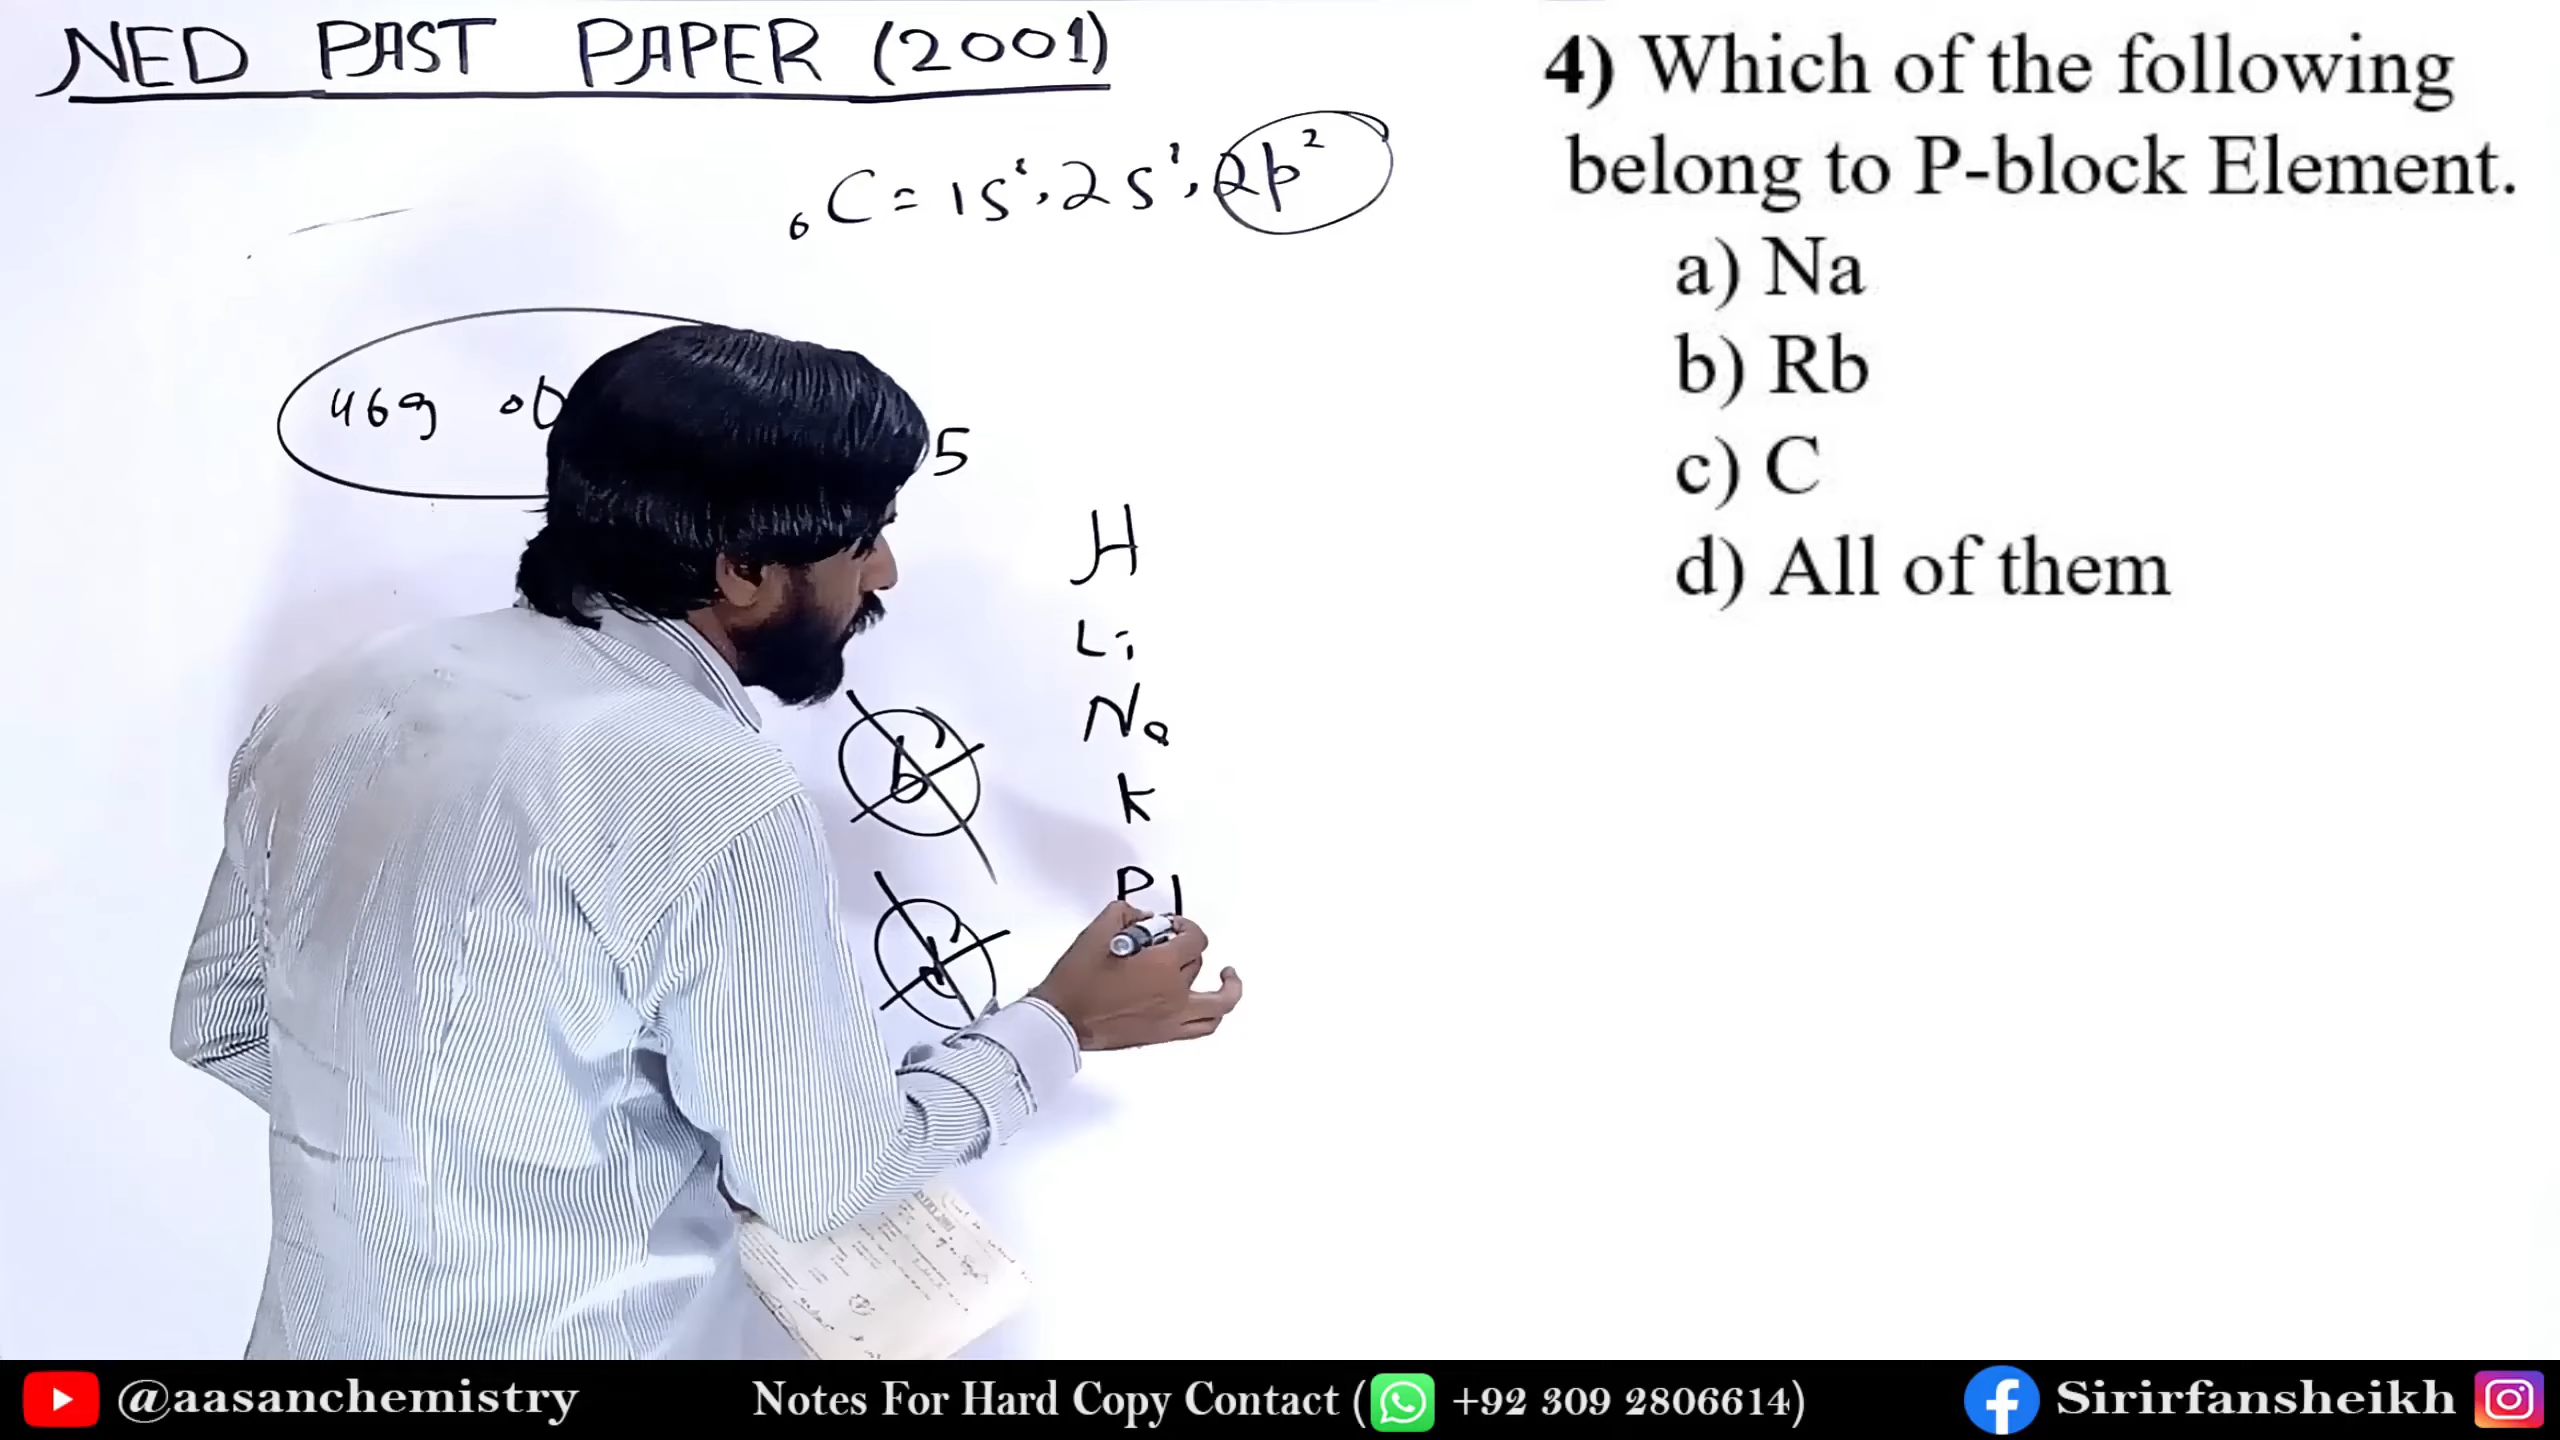 NED PAST PAPER (2001)
₆C = 1s², 2s², 2p²
46g of
5
H
Li
Na
K
b
d
4) Which of the following
belong to P-block Element.
a) Na
b) Rb
c) C
d) All of them
@aasanchemistry
Notes For Hard Copy Contact ( +92 309 2806614)
Sirirfansheikh